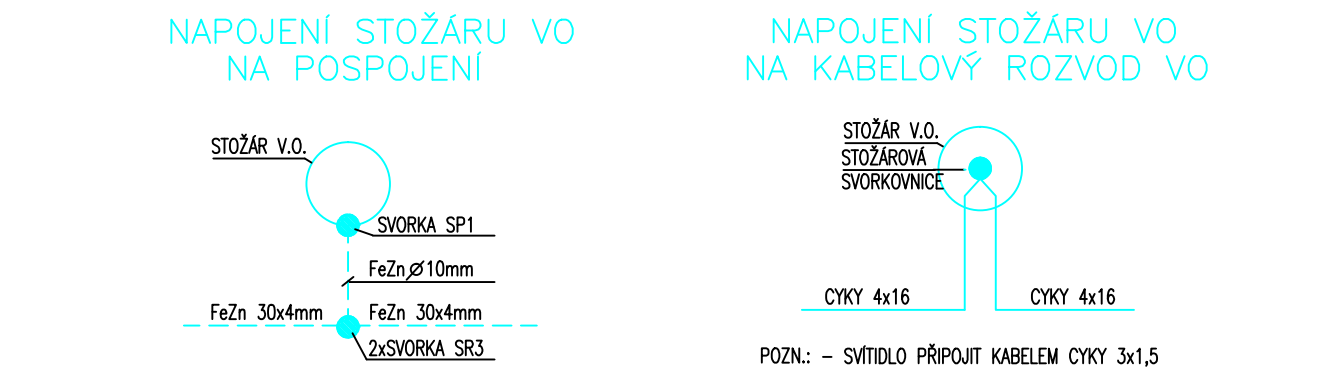 NAPOJENÍ STOŽÁRU VO
NA POSPOJENÍ
STOŽÁR V.O.
SVORKA SP1
FeZn⌀10mm
FeZn 30x4mm
FeZn 30x4mm
2xSVORKA SR3
NAPOJENÍ STOŽÁRU VO
NA KABELOVÝ ROZVOD VO
STOŽÁR V.O.
STOŽÁROVÁ
SVORKOVNICE
CYKY 4x16
CYKY 4x16
POZN.: – SVÍTIDLO PŘIPOJIT KABELEM CYKY 3x1,5